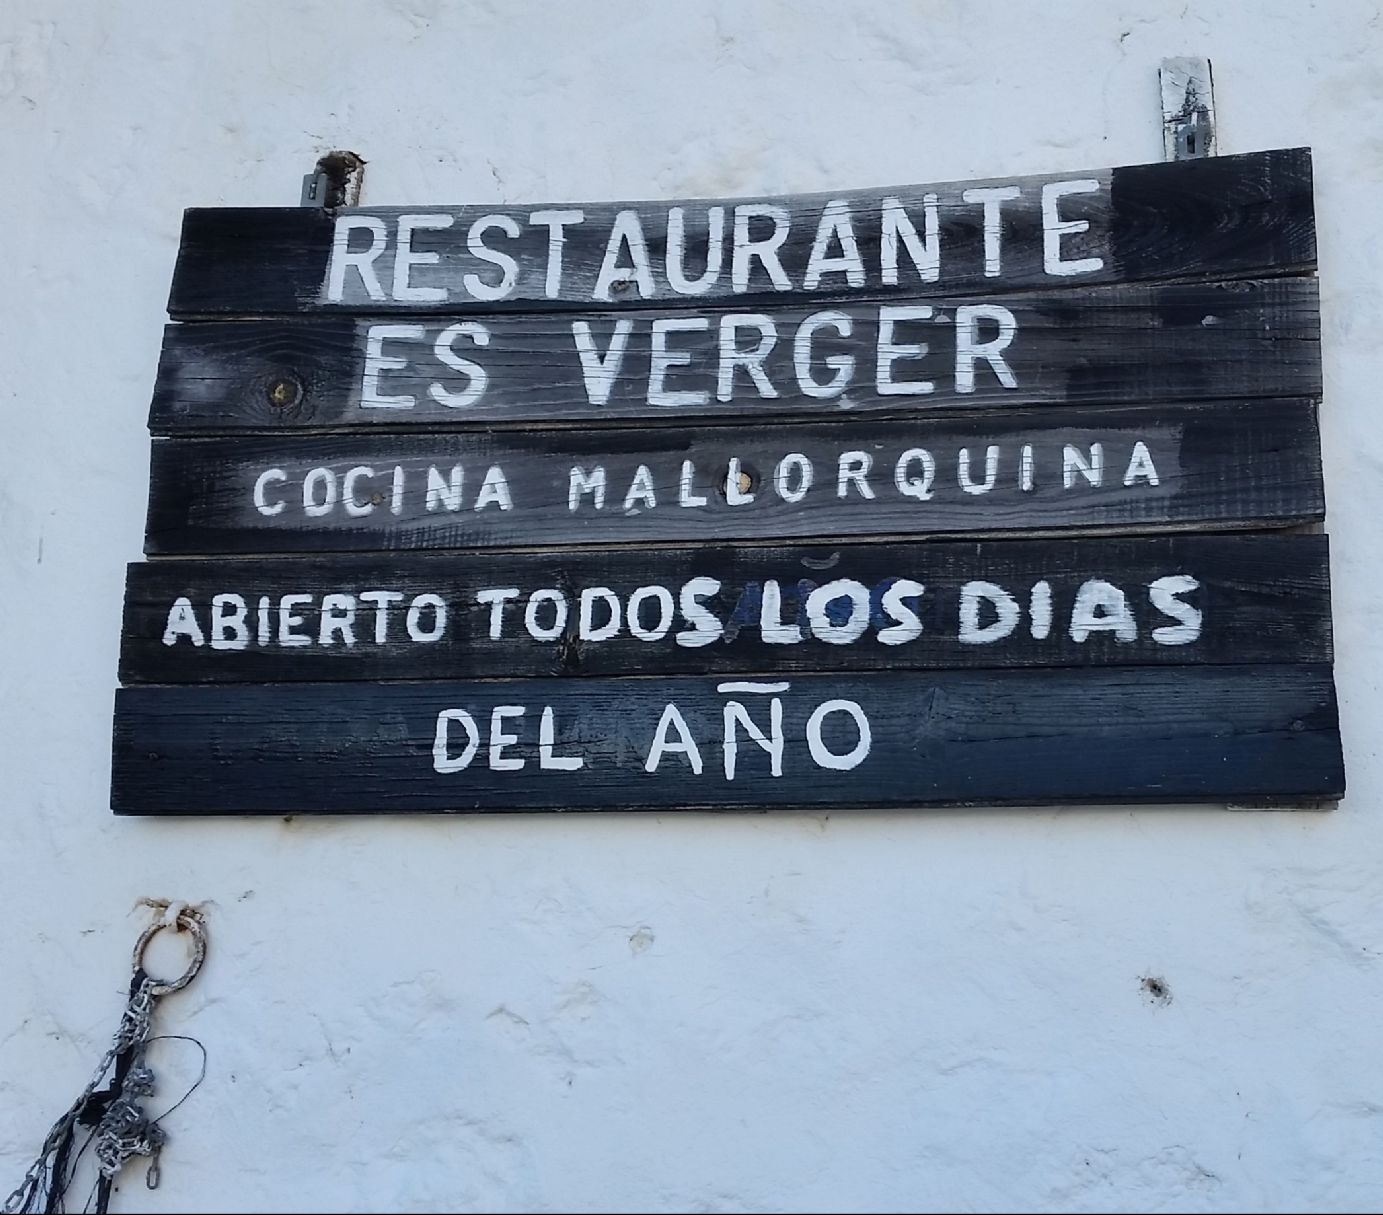 RESTAURANTE
ES VERGER
COCINA MALLORQUINA
ABIERTO TODOS LOS DIAS
DEL AÑO